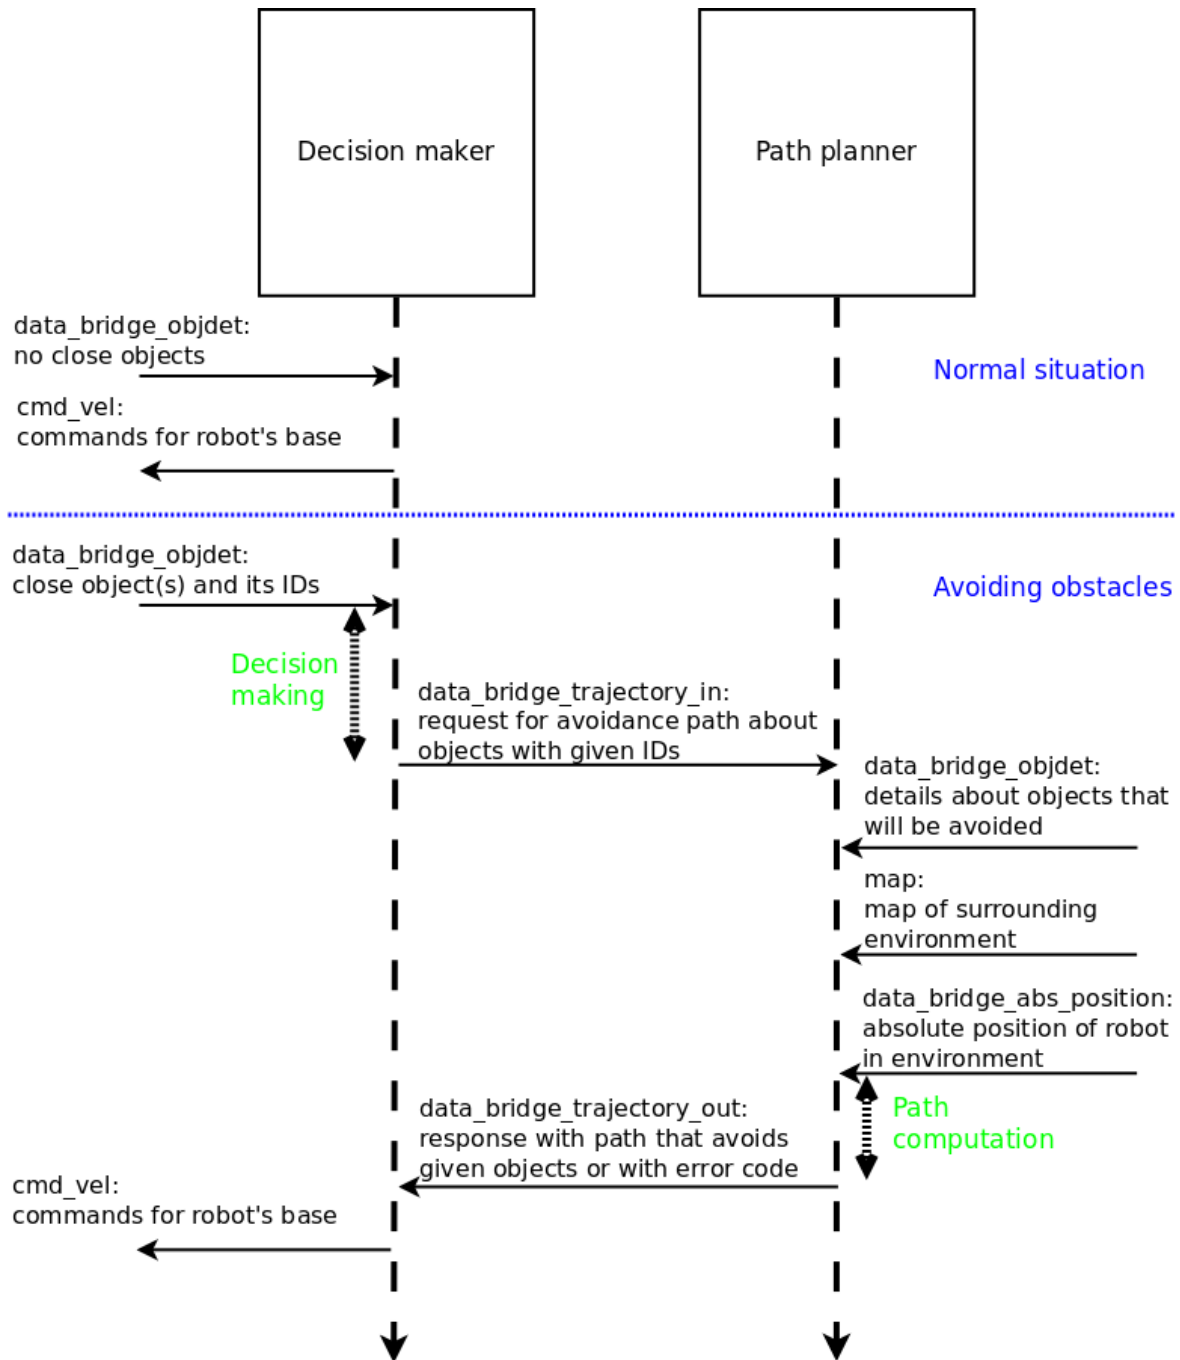 Decision maker
Path planner
data_bridge_objdet:
no close objects
Normal situation
cmd_vel:
commands for robot's base
data_bridge_objdet:
close object(s) and its IDs
Avoiding obstacles
Decision
making
data_bridge_trajectory_in:
request for avoidance path about
objects with given IDs
data_bridge_objdet:
details about objects that
will be avoided
map:
map of surrounding
environment
data_bridge_abs_position:
absolute position of robot
in environment
Path
computation
data_bridge_trajectory_out:
response with path that avoids
given objects or with error code
cmd_vel:
commands for robot's base